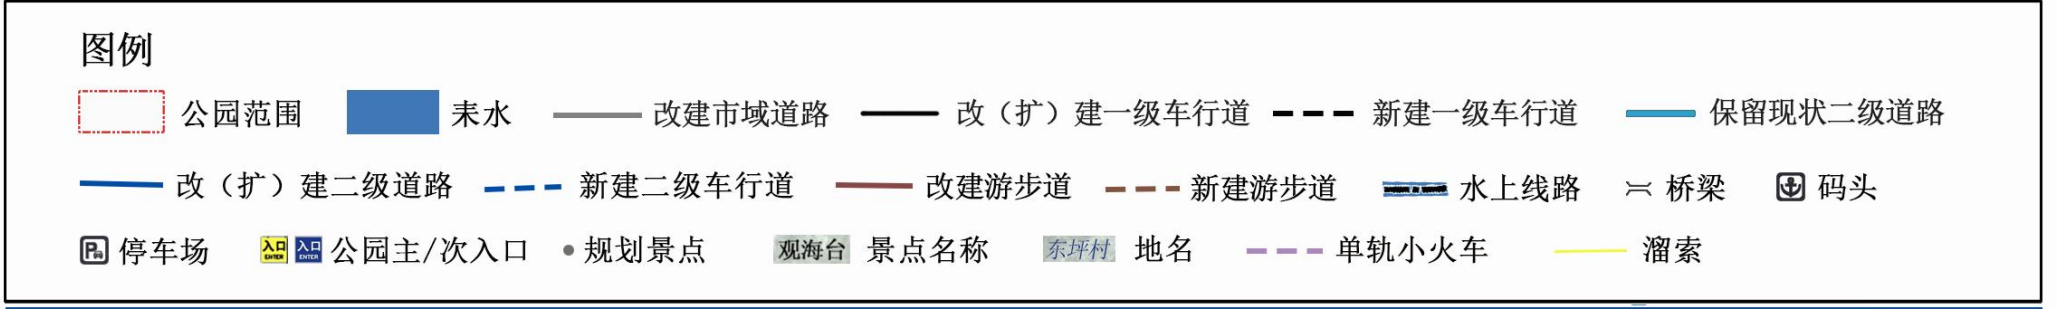 图例
公园范围 耒水 改建市域道路 改（扩）建一级车行道 新建一级车行道 保留现状二级道路
改（扩）建二级道路 新建二级车行道 改建游步道 新建游步道 水上线路 桥梁 码头
P 停车场 入口 ENTER 入口 ENTER 公园主/次入口 规划景点 观海台 景点名称 东坪村 地名 单轨小火车 溜索